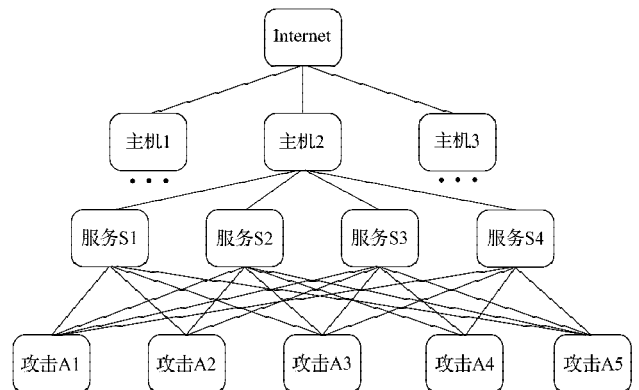 Internet
主机1
主机2
主机3
• • •
• • •
服务S1
服务S2
服务S3
服务S4
攻击A1
攻击A2
攻击A3
攻击A4
攻击A5